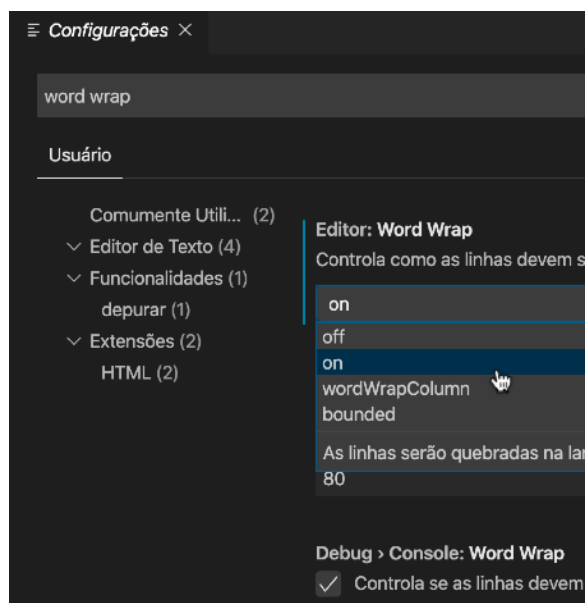 Configurações
word wrap
Usuário
Comumente Utili... (2)
Editor de Texto (4)
Funcionalidades (1)
depurar (1)
Extensões (2)
HTML (2)
Editor: Word Wrap
Controla como as linhas devem s
on
off
on
wordWrapColumn
bounded
As linhas serão quebradas na lar
80
Debug › Console: Word Wrap
Controla se as linhas devem